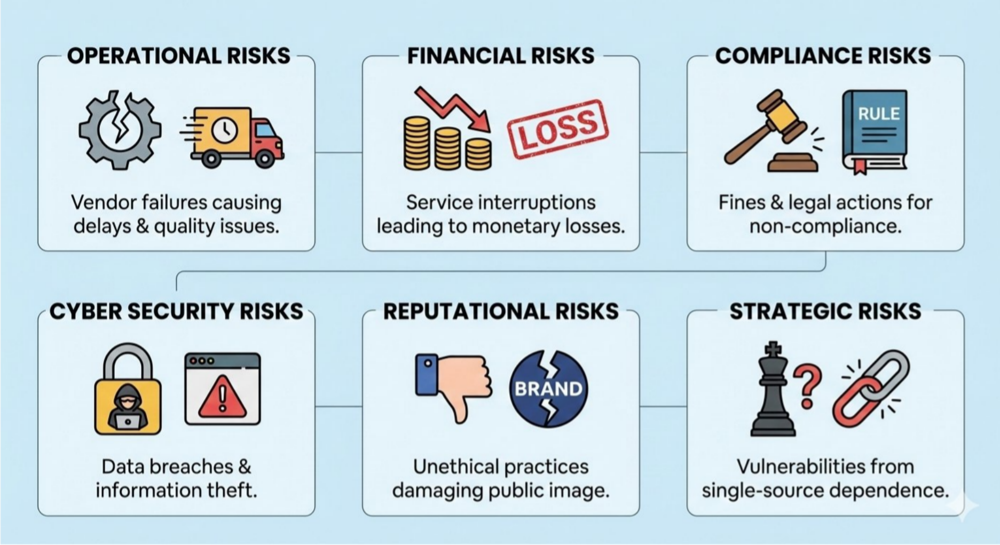 OPERATIONAL RISKS
Vendor failures causing
delays & quality issues.
FINANCIAL RISKS
LOSS
Service interruptions
leading to monetary losses.
COMPLIANCE RISKS
RULE
Fines & legal actions for
non-compliance.
CYBER SECURITY RISKS
Data breaches &
information theft.
REPUTATIONAL RISKS
BRAND
Unethical practices
damaging public image.
STRATEGIC RISKS
?
Vulnerabilities from
single-source dependence.